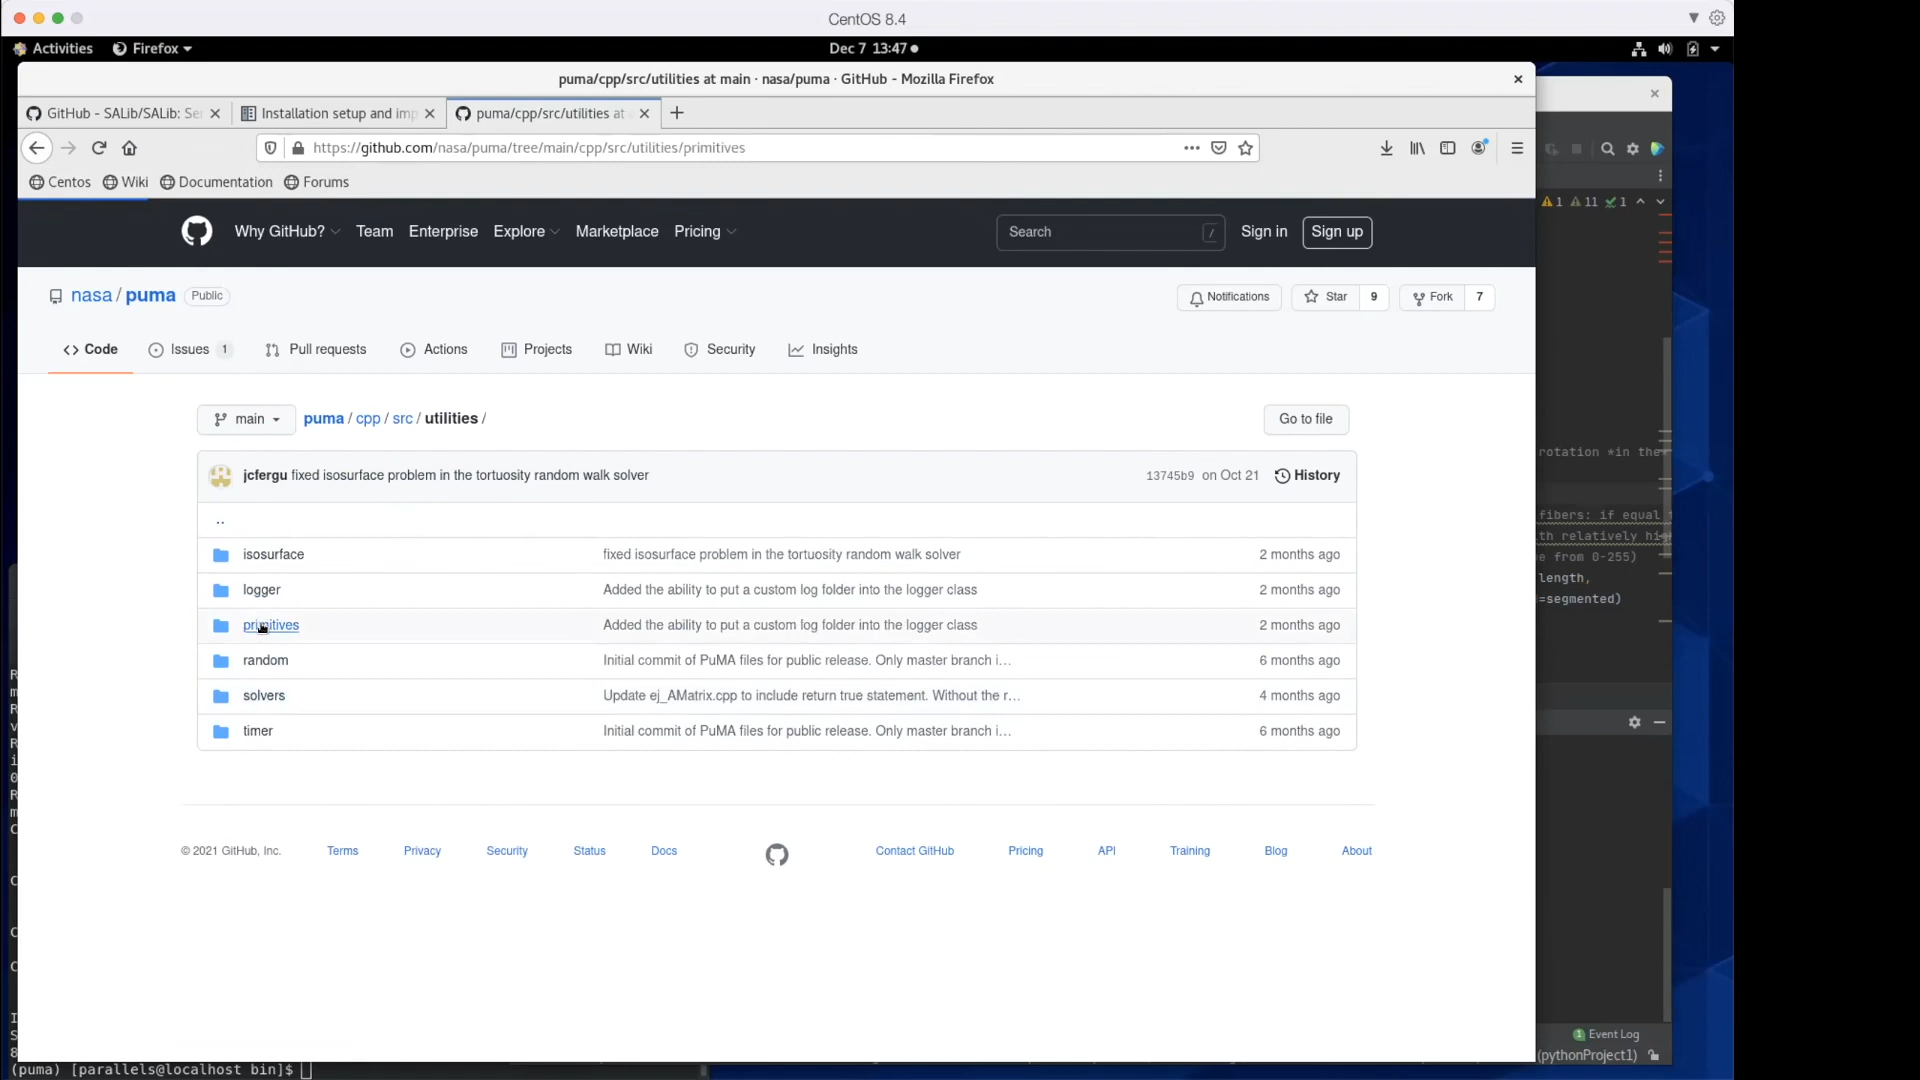 CentOS 8.4
Activities Firefox Dec 7 13:47
puma/cpp/src/utilities at main · nasa/puma · GitHub - Mozilla Firefox
GitHub - SALib/SALib: Se Installation setup and imp puma/cpp/src/utilities at
https://github.com/nasa/puma/tree/main/cpp/src/utilities/primitives
Centos Wiki Documentation Forums
Why GitHub? Team Enterprise Explore Marketplace Pricing Search / Sign in Sign up
nasa / puma Public Notifications Star 9 Fork 7
Code Issues 1 Pull requests Actions Projects Wiki Security Insights
main puma / cpp / src / utilities / Go to file
jcfergu fixed isosurface problem in the tortuosity random walk solver 13745b9 on Oct 21 History
..
isosurface fixed isosurface problem in the tortuosity random walk solver 2 months ago
logger Added the ability to put a custom log folder into the logger class 2 months ago
primitives Added the ability to put a custom log folder into the logger class 2 months ago
random Initial commit of PuMA files for public release. Only master branch i… 6 months ago
solvers Update ej_AMatrix.cpp to include return true statement. Without the r… 4 months ago
timer Initial commit of PuMA files for public release. Only master branch i… 6 months ago
© 2021 GitHub, Inc. Terms Privacy Security Status Docs Contact GitHub Pricing API Training Blog About
1 11 1
rotation *in the
fibers: if equal
th relatively hig
e from 0-255)
length,
=segmented)
Event Log
(pythonProject1)
R
m
R
v
R
i
0
R
m
C
C
C
C
I
S
8
(puma) [parallels@localhost bin]$